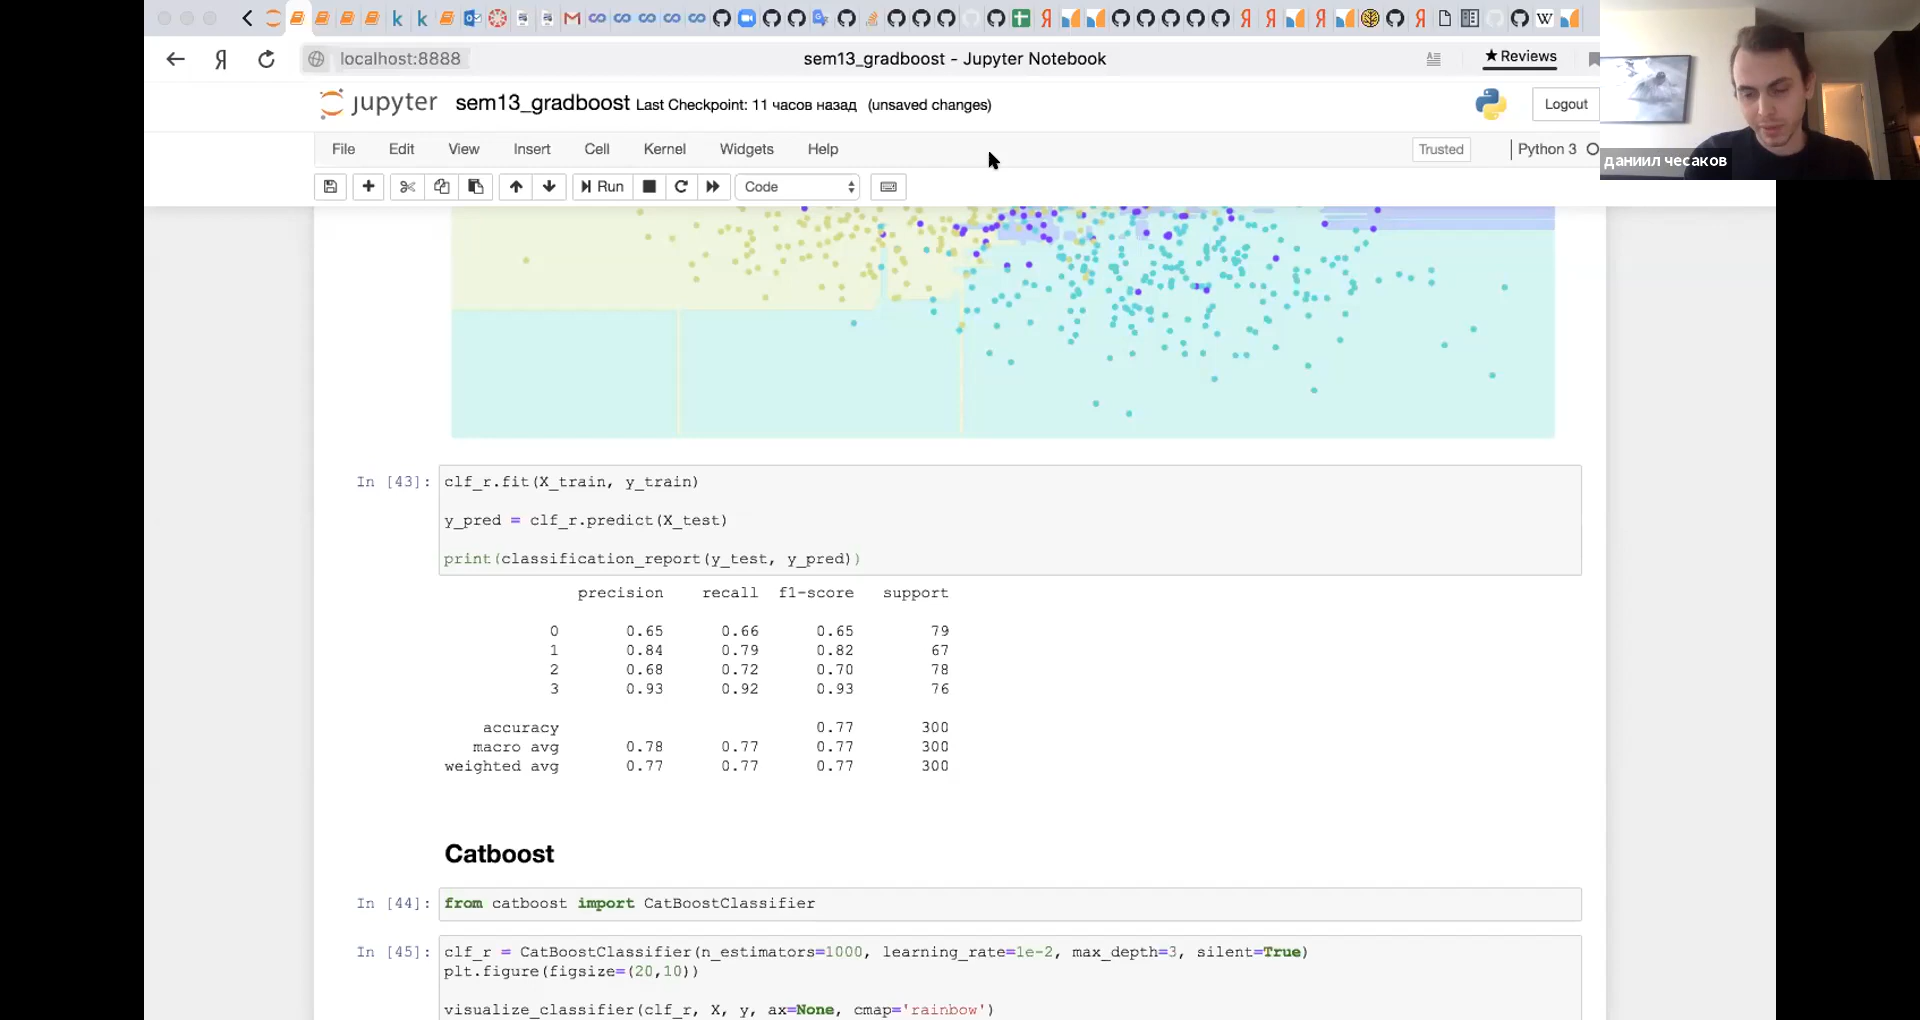 localhost:8888
sem13_gradboost - Jupyter Notebook
★Reviews
jupyter sem13_gradboost Last Checkpoint: 11 часов назад (unsaved changes)
Logout
File Edit View Insert Cell Kernel Widgets Help
Trusted
Python 3
Run
Code
даниил чесаков
In [43]: clf_r.fit(X_train, y_train)
y_pred = clf_r.predict(X_test)
print(classification_report(y_test, y_pred))
precision recall f1-score support
0 0.65 0.66 0.65 79
1 0.84 0.79 0.82 67
2 0.68 0.72 0.70 78
3 0.93 0.92 0.93 76
accuracy 0.77 300
macro avg 0.78 0.77 0.77 300
weighted avg 0.77 0.77 0.77 300
Catboost
In [44]: from catboost import CatBoostClassifier
In [45]: clf_r = CatBoostClassifier(n_estimators=1000, learning_rate=1e-2, max_depth=3, silent=True)
plt.figure(figsize=(20,10))
visualize_classifier(clf_r, X, y, ax=None, cmap='rainbow')